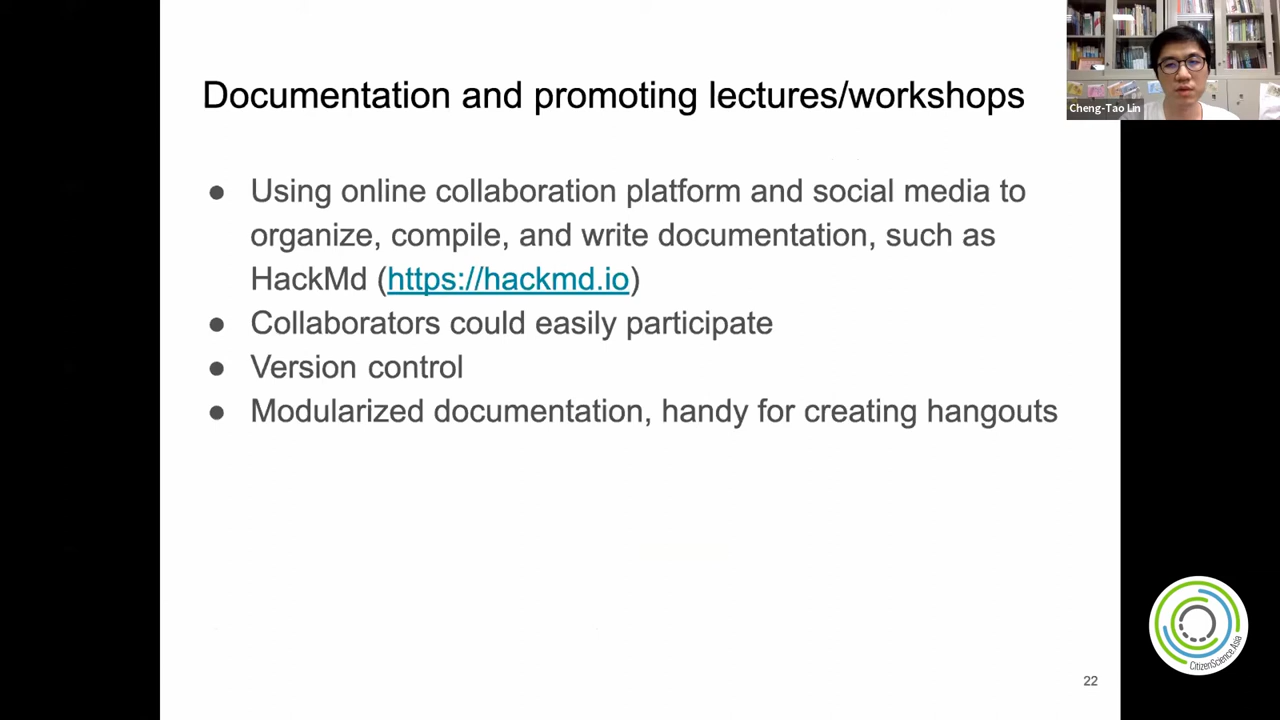 Documentation and promoting lectures/workshops
Cheng-Tao Lin
● Using online collaboration platform and social media to
organize, compile, and write documentation, such as
HackMd (https://hackmd.io)
● Collaborators could easily participate
● Version control
● Modularized documentation, handy for creating hangouts
CitizenScience.Asia
22